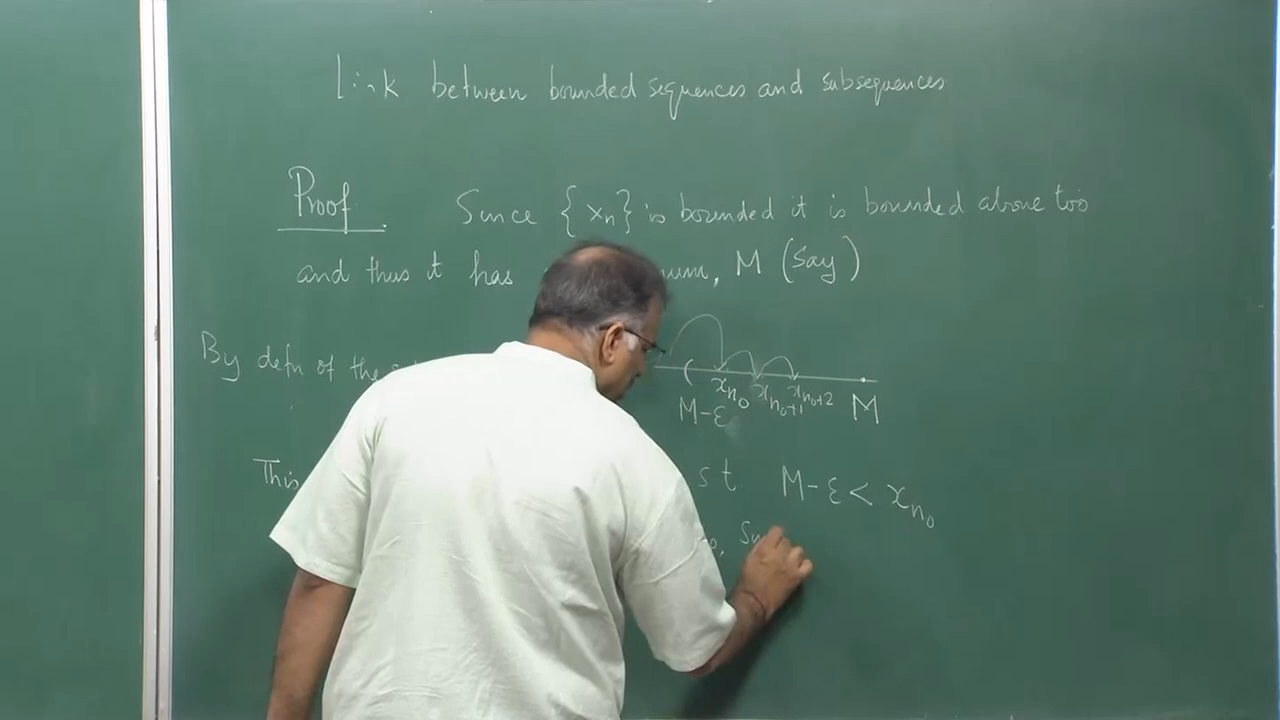 Link between bounded sequences and subsequences
Proof. Since {xₙ} is bounded it is bounded above too
and thus it has M (Say)
By defn of the
( xₙ₀ xₙ₀₊₁ xₙ₀₊₂ M
M-ε
This st M-ε < xₙ₀